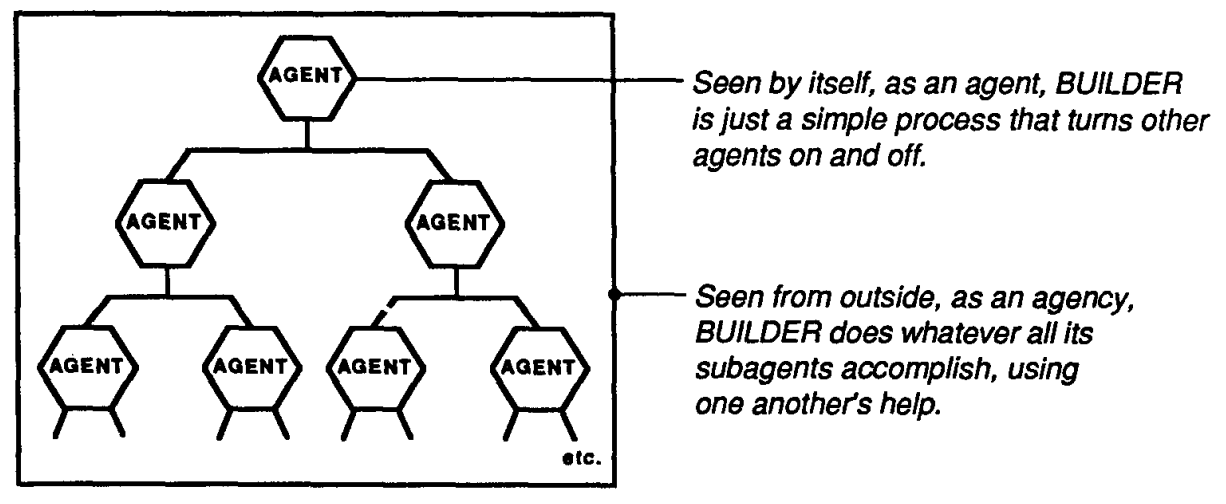 AGENT
Seen by itself, as an agent, BUILDER
is just a simple process that turns other
agents on and off.
AGENT AGENT
Seen from outside, as an agency,
BUILDER does whatever all its
subagents accomplish, using
one another's help.
AGENT AGENT AGENT AGENT
etc.